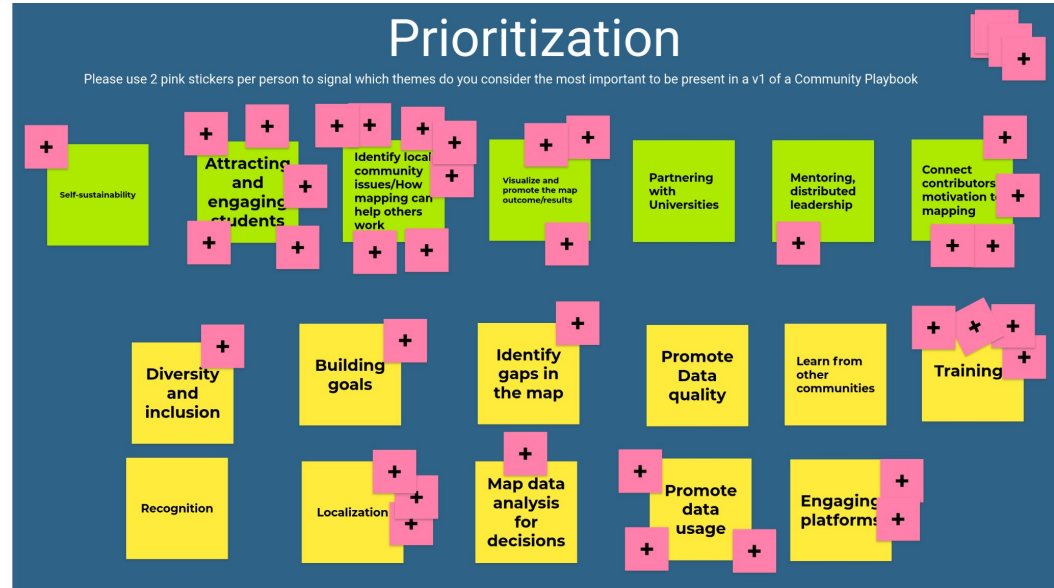 Prioritization
Please use 2 pink stickers per person to signal which themes do you consider the most important to be present in a v1 of a Community Playbook
+
+
Self-sustainability
+
+
+
+
+
Attracting
and
engaging
students
+
+
+
+
+
+
+
Identify local
community
issues/How
mapping can
help others
work
+
+
+
Visualize and
promote the map
outcome/results
Partnering
with
Universities
+
Mentoring,
distributed
leadership
+
+
+
+
Connect
contributors
motivation to
mapping
+
Diversity
and
inclusion
+
Building
goals
+
Identify
gaps in
the map
Promote
Data
quality
Learn from
other
communities
+
+
+
+
Training
Recognition
+
+
+
Localization
+
Map data
analysis
for
decisions
+
+
+
Promote
data
usage
+
+
Engaging
platforms